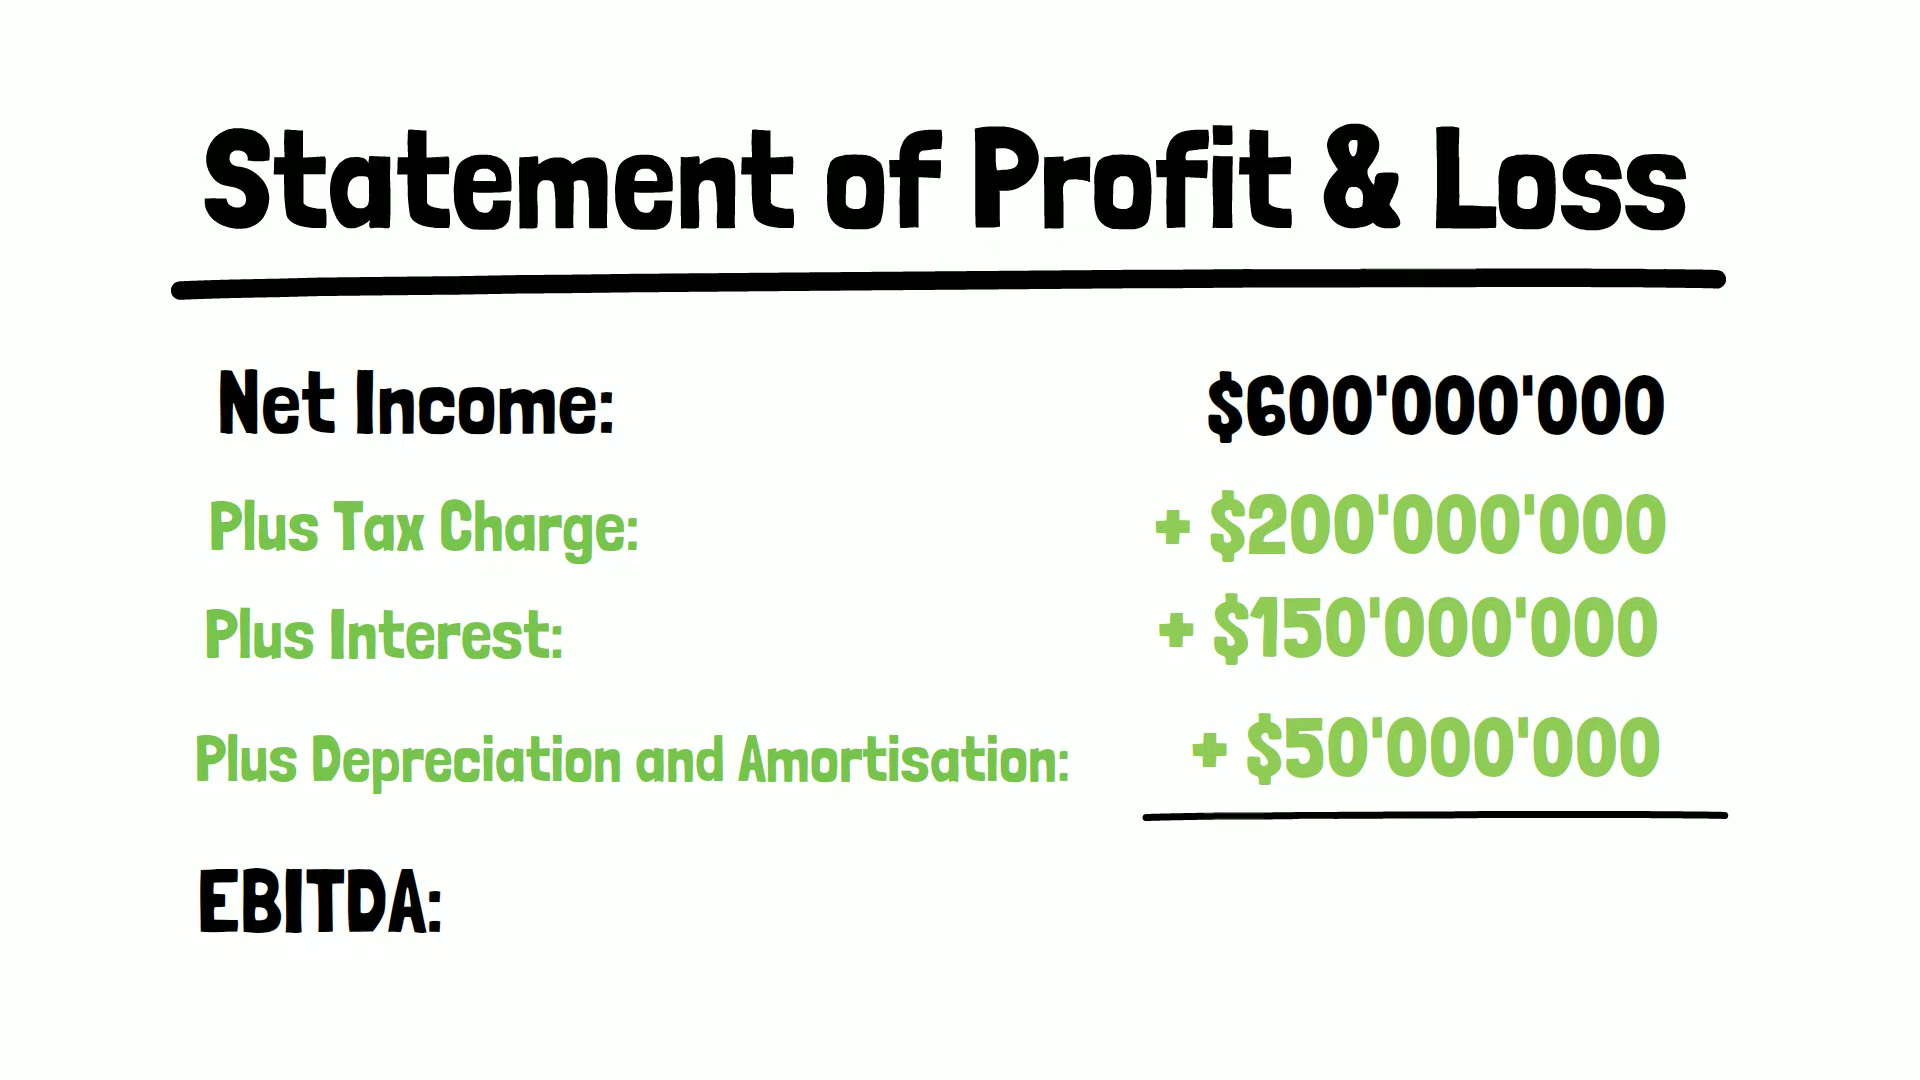 Statement of Profit & Loss
Net Income: $600'000'000
Plus Tax Charge: + $200'000'000
Plus Interest: + $150'000'000
Plus Depreciation and Amortisation: + $50'000'000
EBITDA: